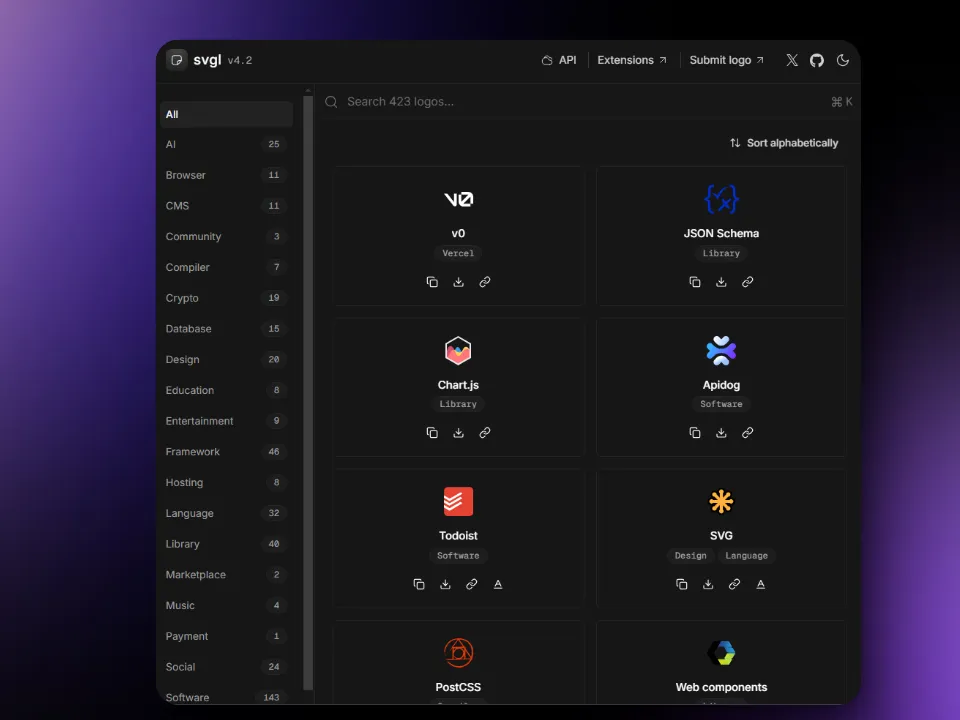 svgl v4.2
API
Extensions
Submit logo
Search 423 logos...
⌘ K
Sort alphabetically
All
AI 25
Browser 11
CMS 11
Community 3
Compiler 7
Crypto 19
Database 15
Design 20
Education 8
Entertainment 9
Framework 46
Hosting 8
Language 32
Library 40
Marketplace 2
Music 4
Payment 1
Social 24
Software 143
v0
v0
Vercel
JSON Schema
Library
Chart.js
Library
Apidog
Software
Todoist
Software
A
SVG
Design Language
A
PostCSS
Web components